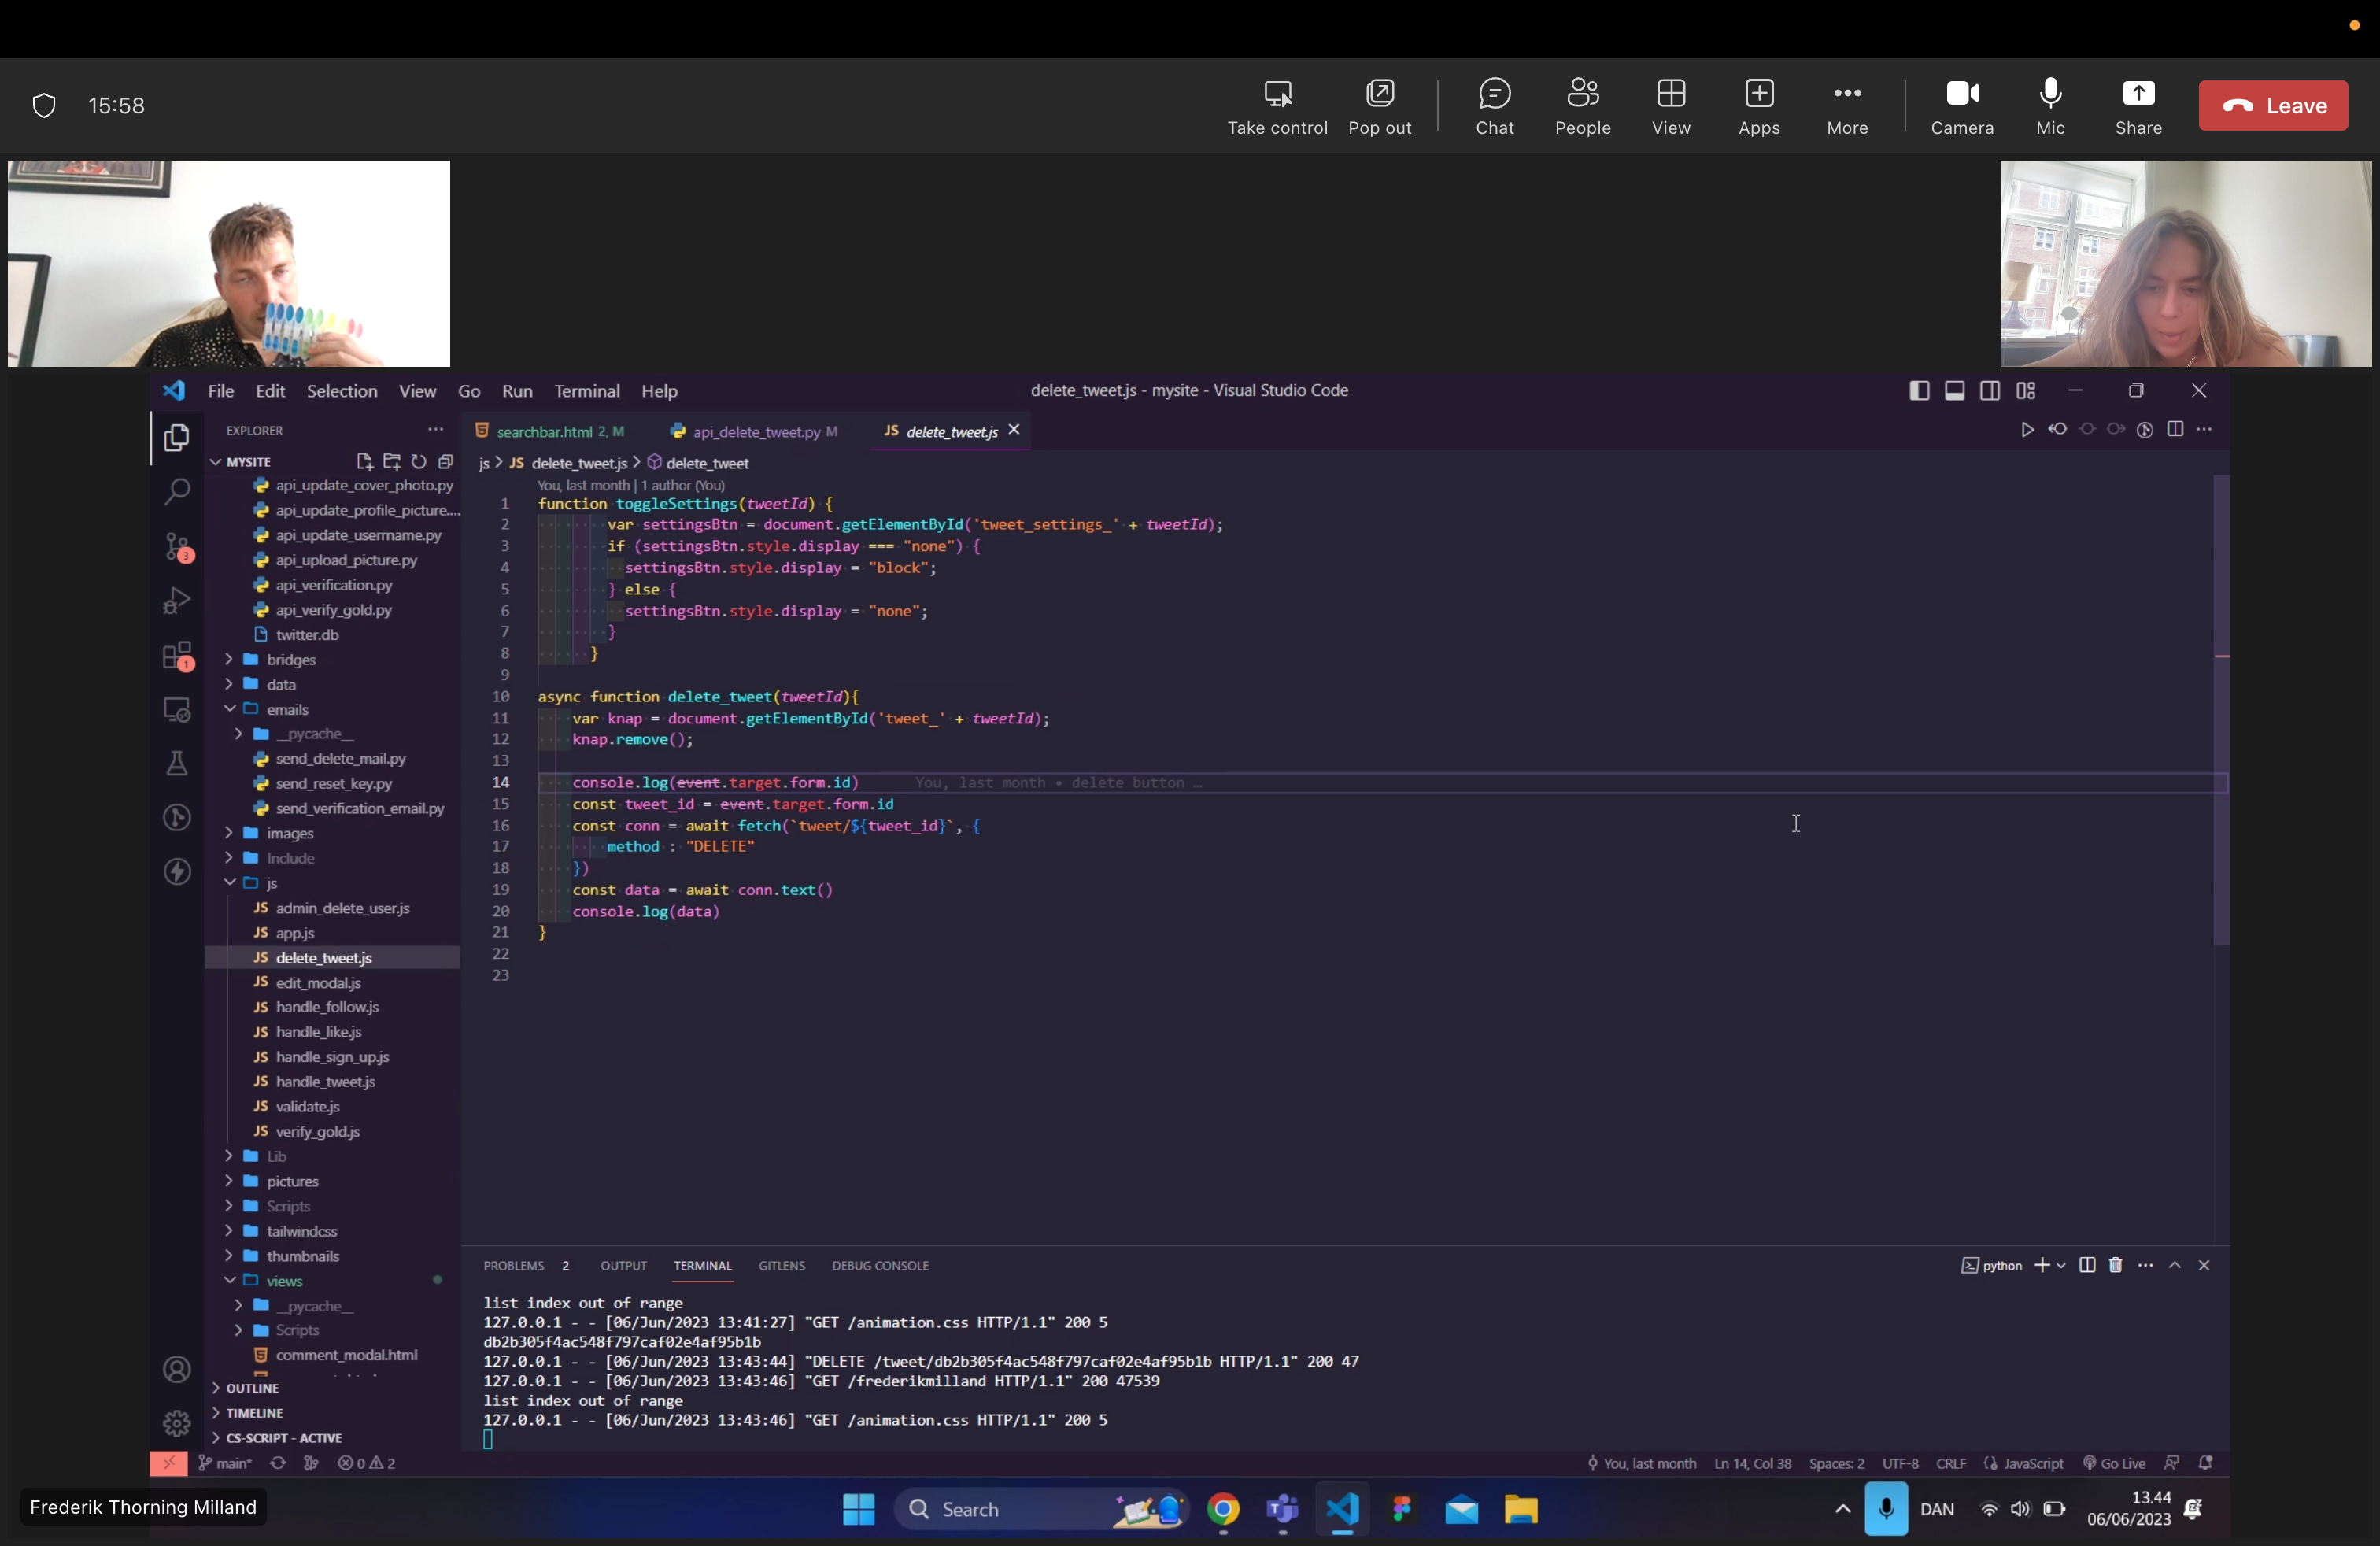 15:58
Take control
Pop out
Chat
People
View
Apps
More
Camera
Mic
Share
Leave
File Edit Selection View Go Run Terminal Help
delete_tweet.js - mysite - Visual Studio Code
EXPLORER
searchbar.html 2, M
api_delete_tweet.py M
JS delete_tweet.js
MYSITE
js > JS delete_tweet.js > delete_tweet
api_update_cover_photo.py
api_update_profile_picture....
api_update_userrname.py
api_upload_picture.py
api_verification.py
api_verify_gold.py
twitter.db
bridges
data
emails
__pycache__
send_delete_mail.py
send_reset_key.py
send_verification_email.py
images
Include
js
JS admin_delete_user.js
JS app.js
JS delete_tweet.js
JS edit_modal.js
JS handle_follow.js
JS handle_like.js
JS handle_sign_up.js
JS handle_tweet.js
JS validate.js
JS verify_gold.js
Lib
pictures
Scripts
tailwindcss
thumbnails
views
__pycache__
Scripts
comment_modal.html
OUTLINE
TIMELINE
CS-SCRIPT - ACTIVE
3
1
You, last month | 1 author (You)
1 function toggleSettings(tweetId) {
2 var settingsBtn = document.getElementById('tweet_settings_' + tweetId);
3 if (settingsBtn.style.display === "none") {
4 settingsBtn.style.display = "block";
5 } else {
6 settingsBtn.style.display = "none";
7 }
8 }
9
10 async function delete_tweet(tweetId){
11 var knap = document.getElementById('tweet_' + tweetId);
12 knap.remove();
13
14 console.log(event.target.form.id) You, last month • delete button …
15 const tweet_id = event.target.form.id
16 const conn = await fetch(`tweet/${tweet_id}`, {
17 method : "DELETE"
18 })
19 const data = await conn.text()
20 console.log(data)
21 }
22
23
PROBLEMS 2 OUTPUT TERMINAL GITLENS DEBUG CONSOLE
python
list index out of range
127.0.0.1 - - [06/Jun/2023 13:41:27] "GET /animation.css HTTP/1.1" 200 5
db2b305f4ac548f797caf02e4af95b1b
127.0.0.1 - - [06/Jun/2023 13:43:44] "DELETE /tweet/db2b305f4ac548f797caf02e4af95b1b HTTP/1.1" 200 47
127.0.0.1 - - [06/Jun/2023 13:43:46] "GET /frederikmilland HTTP/1.1" 200 47539
list index out of range
127.0.0.1 - - [06/Jun/2023 13:43:46] "GET /animation.css HTTP/1.1" 200 5
main* 0 2
You, last month Ln 14, Col 38 Spaces: 2 UTF-8 CRLF JavaScript Go Live
Frederik Thorning Milland
Search
DAN
13.44
06/06/2023